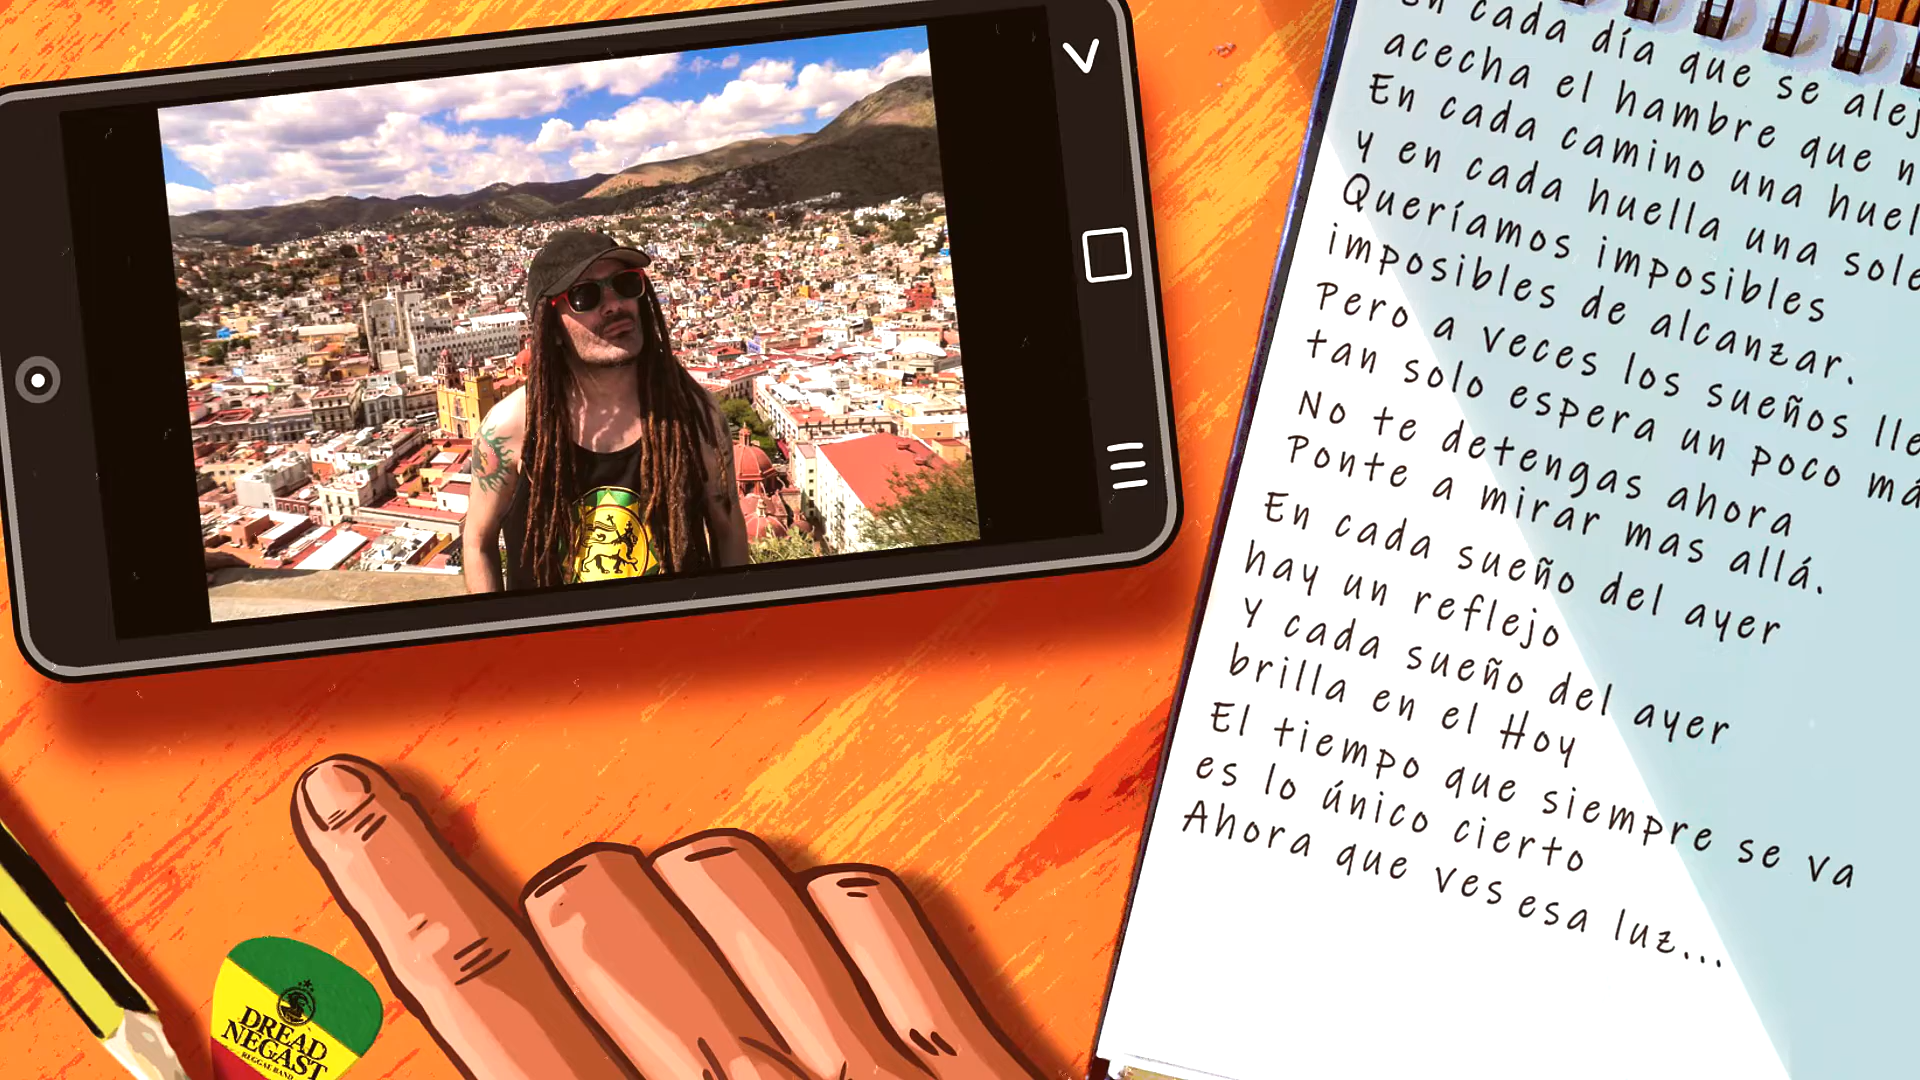 En cada día que se alej
acecha el hambre que n
En cada camino una huel
y en cada huella una sole
Queríamos imposibles
imposibles de alcanzar.
Pero a veces los sueños lle
tan solo espera un poco má
No te detengas ahora
Ponte a mirar mas allá.
En cada sueño del ayer
hay un reflejo
Y cada sueño del ayer
brilla en el Hoy
El tiempo que siempre se va
es lo único cierto
Ahora que ves esa luz...
DREAD
NEGAST
REGGAE BAND